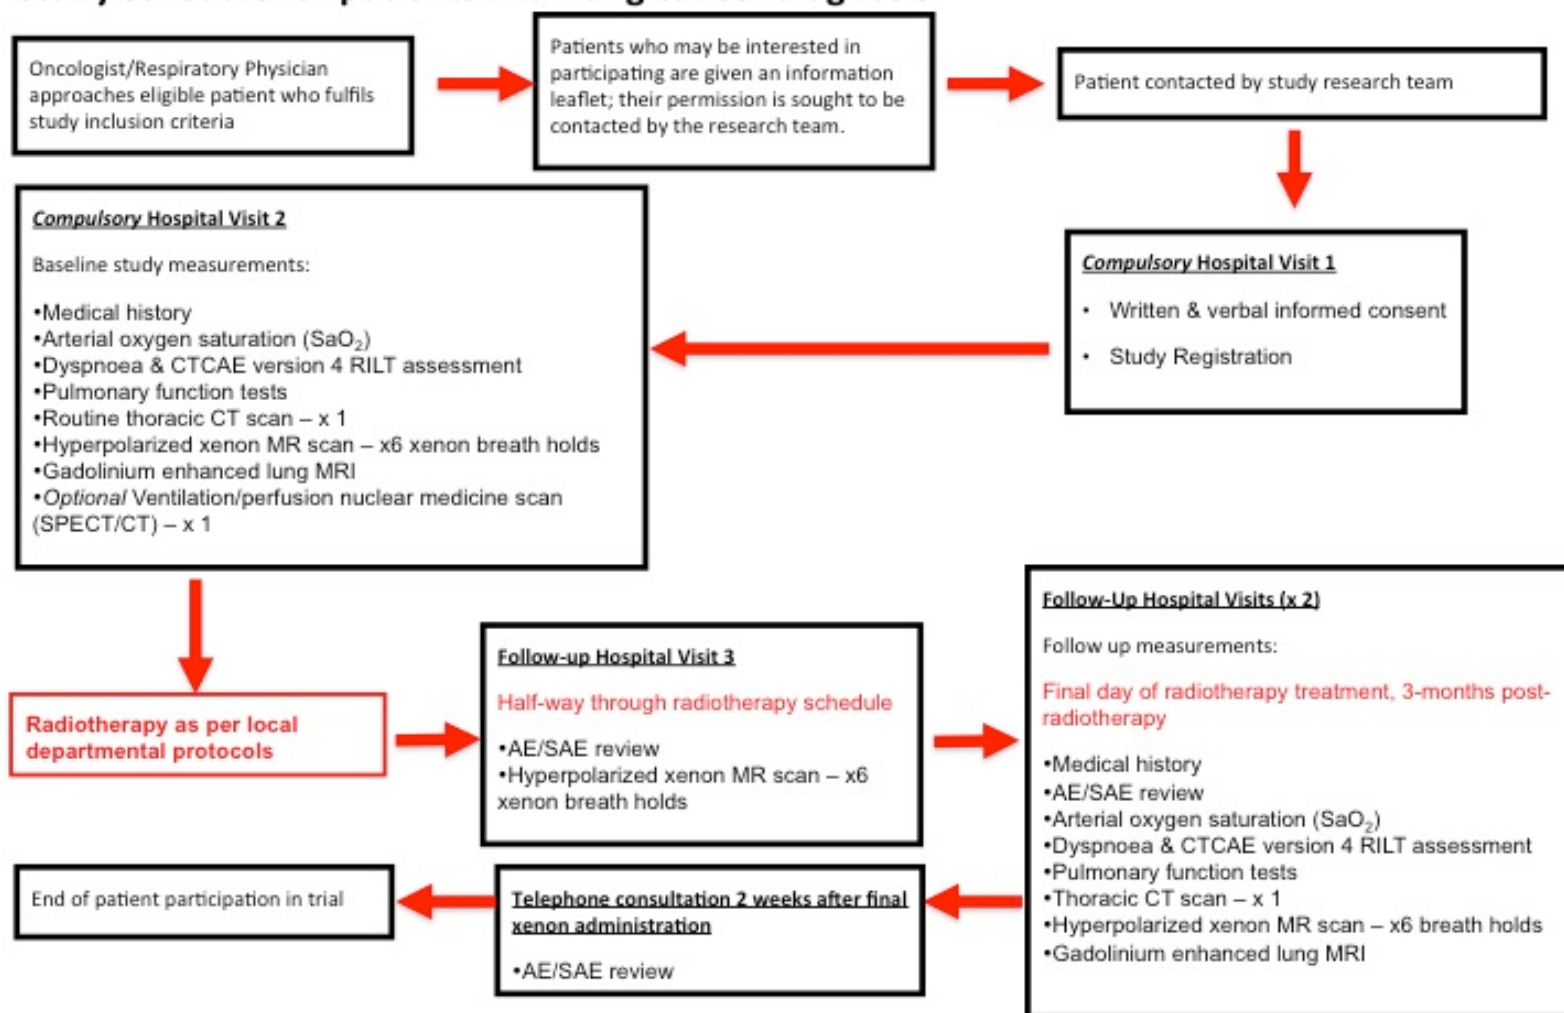 Oncologist/Respiratory Physician
approaches eligible patient who fulfils
study inclusion criteria
Patients who may be interested in
participating are given an information
leaflet; their permission is sought to be
contacted by the research team.
Patient contacted by study research team
Compulsory Hospital Visit 1
• Written & verbal informed consent
• Study Registration
Compulsory Hospital Visit 2
Baseline study measurements:
•Medical history
•Arterial oxygen saturation (SaO₂)
•Dyspnoea & CTCAE version 4 RILT assessment
•Pulmonary function tests
•Routine thoracic CT scan – x 1
•Hyperpolarized xenon MR scan – x6 xenon breath holds
•Gadolinium enhanced lung MRI
•Optional Ventilation/perfusion nuclear medicine scan
(SPECT/CT) – x 1
Radiotherapy as per local
departmental protocols
Follow-up Hospital Visit 3
Half-way through radiotherapy schedule
•AE/SAE review
•Hyperpolarized xenon MR scan – x6
xenon breath holds
Follow-Up Hospital Visits (x 2)
Follow up measurements:
Final day of radiotherapy treatment, 3-months post-
radiotherapy
•Medical history
•AE/SAE review
•Arterial oxygen saturation (SaO₂)
•Dyspnoea & CTCAE version 4 RILT assessment
•Pulmonary function tests
•Thoracic CT scan – x 1
•Hyperpolarized xenon MR scan – x6 breath holds
•Gadolinium enhanced lung MRI
Telephone consultation 2 weeks after final
xenon administration
•AE/SAE review
End of patient participation in trial